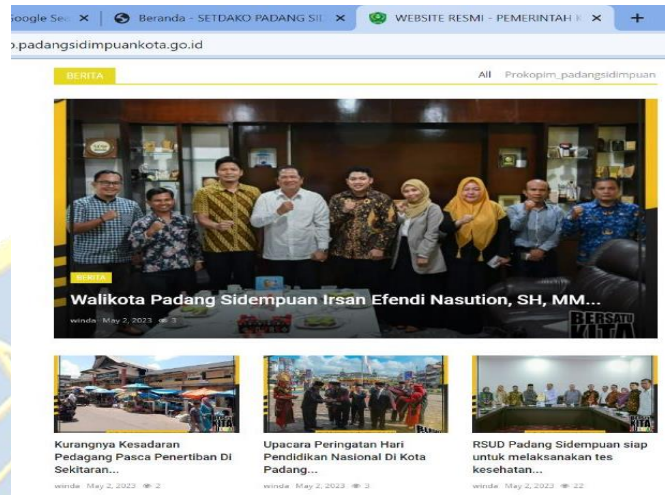 Google Sea
Beranda - SETDAKO PADANG SID
WEBSITE RESMI - PEMERINTAH K
o.padangsidimpuankota.go.id
BERITA
All Prokopim_padangsidimpuan
BERITA
Walikota Padang Sidempuan Irsan Efendi Nasution, SH, MM...
winda May 2, 2023 3
BERSATU
KITA
Kurangnya Kesadaran
Pedagang Pasca Penertiban Di
Sekitaran...
winda May 2, 2023 2
Upacara Peringatan Hari
Pendidikan Nasional Di Kota
Padang...
winda May 2, 2023 3
RSUD Padang Sidempuan siap
untuk melaksanakan tes
kesehatan...
winda May 2, 2023 22